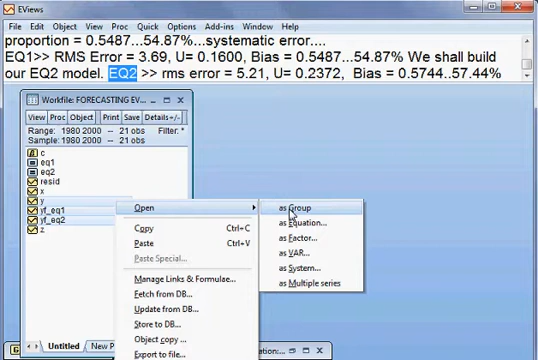 EViews
File Edit Object View Proc Quick Options Add-ins Window Help
proportion = 0.5487...54.87%...systematic error....
EQ1>> RMS Error = 3.69, U= 0.1600, Bias = 0.5487...54.87% We shall build
our EQ2 model. EQ2 >> rms error = 5.21, U= 0.2372, Bias = 0.5744...57.44%
Workfile: FORECASTING EV...
View Proc Object Print Save Details+/-
Range: 1980 2000 -- 21 obs Filter: *
Sample: 1980 2000 -- 21 obs
c
eq1
eq2
resid
x
y
yf_eq1
yf_eq2
z
Open
Copy Ctrl+C
Paste Ctrl+V
Paste Special...
Manage Links & Formulae...
Fetch from DB...
Update from DB...
Store to DB...
Object copy ...
Export to file...
as Group
as Equation...
as Factor...
as VAR...
as System...
as Multiple series
Untitled New P